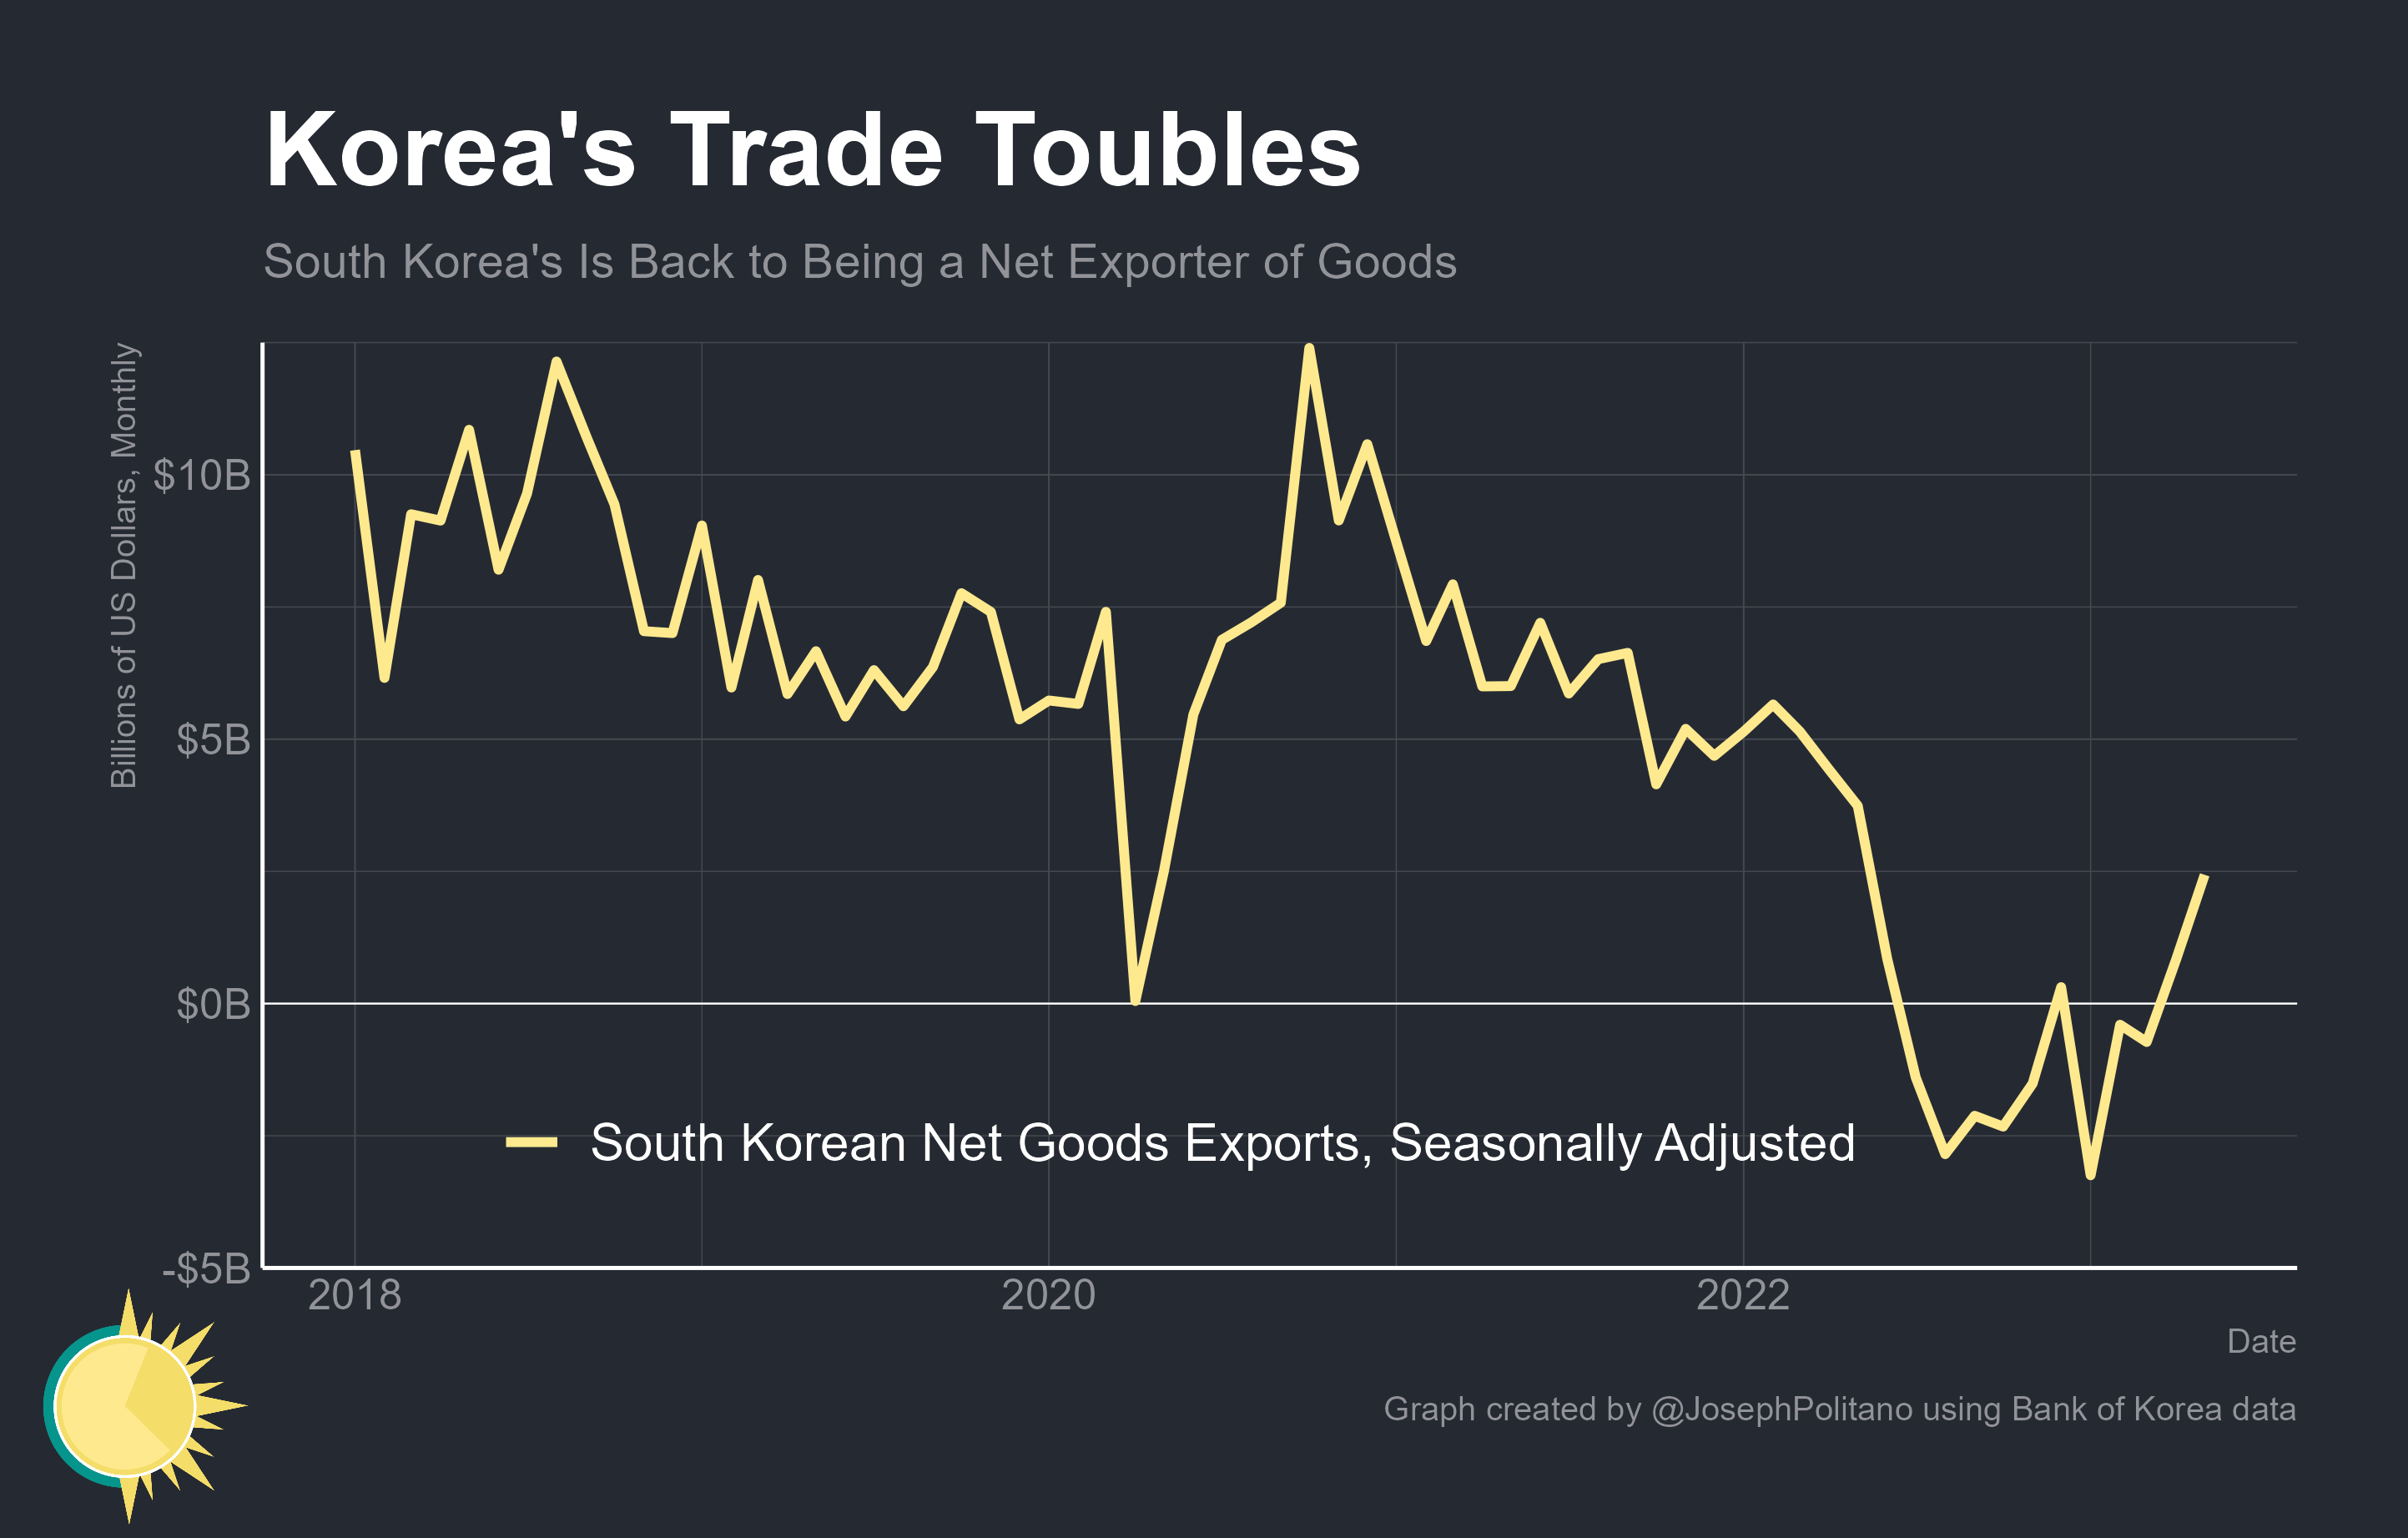 Korea's Trade Toubles
South Korea's Is Back to Being a Net Exporter of Goods
Billions of US Dollars, Monthly
$10B
$5B
$0B
-$5B
South Korean Net Goods Exports, Seasonally Adjusted
2018
2020
2022
Date
Graph created by @JosephPolitano using Bank of Korea data